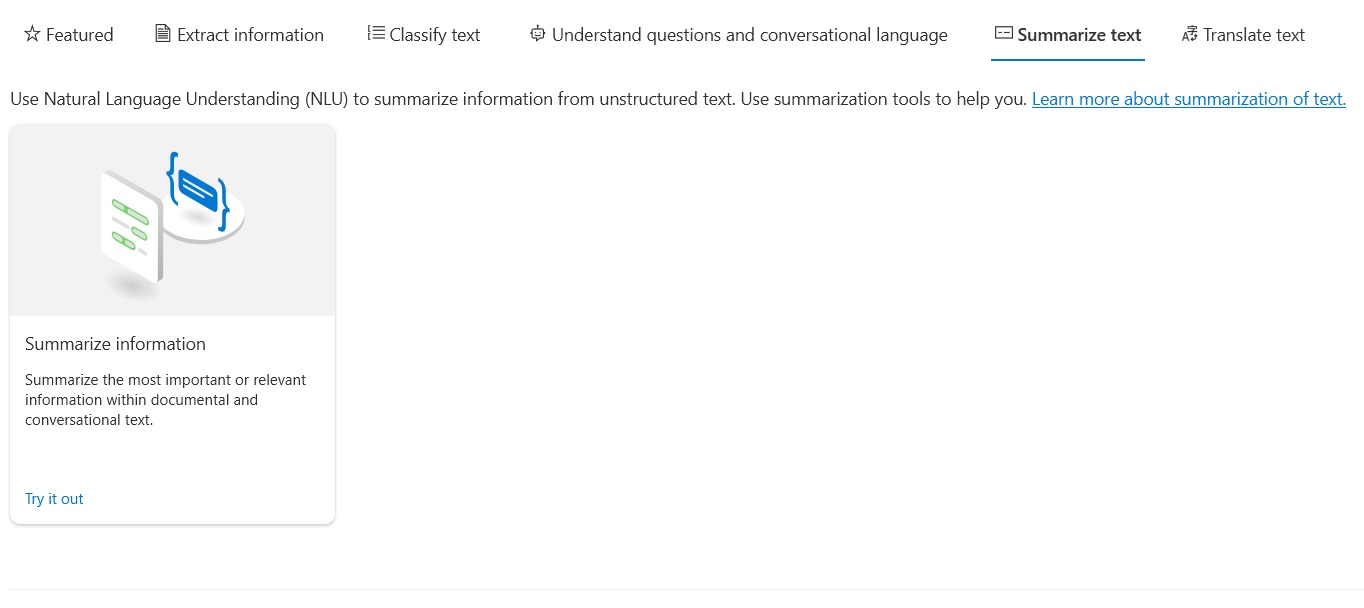 Featured
Extract information
Classify text
Understand questions and conversational language
Summarize text
Translate text
Use Natural Language Understanding (NLU) to summarize information from unstructured text. Use summarization tools to help you. Learn more about summarization of text.
Summarize information
Summarize the most important or relevant
information within documental and
conversational text.
Try it out